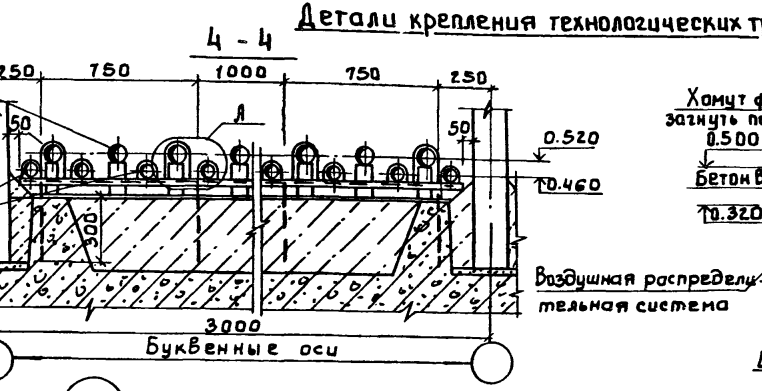 Детали крепления технологических
4 - 4
250 750 1000 750 250
Хомут
загнуть
50 А 50 0.520 0.500
0.460 Бетон
300 0.320
Воздушная распредели-
тельная система
3000
Буквенные оси